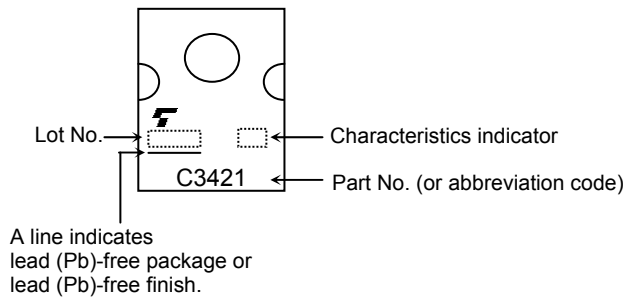 Lot No.
Characteristics indicator
C3421
Part No. (or abbreviation code)
A line indicates
lead (Pb)-free package or
lead (Pb)-free finish.